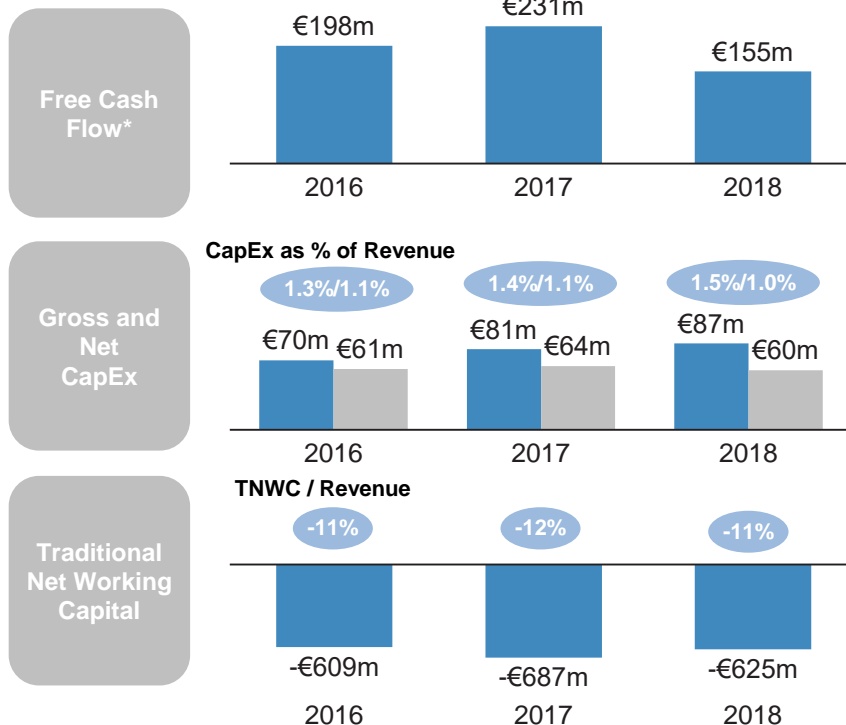 Free Cash
Flow*
€198m
€231m
€155m
2016
2017
2018
Gross and
Net
CapEx
CapEx as % of Revenue
1.3%/1.1%
1.4%/1.1%
1.5%/1.0%
€70m
€61m
€81m
€64m
€87m
€60m
2016
2017
2018
Traditional
Net Working
Capital
TNWC / Revenue
-11%
-12%
-11%
-€609m
-€687m
-€625m
2016
2017
2018